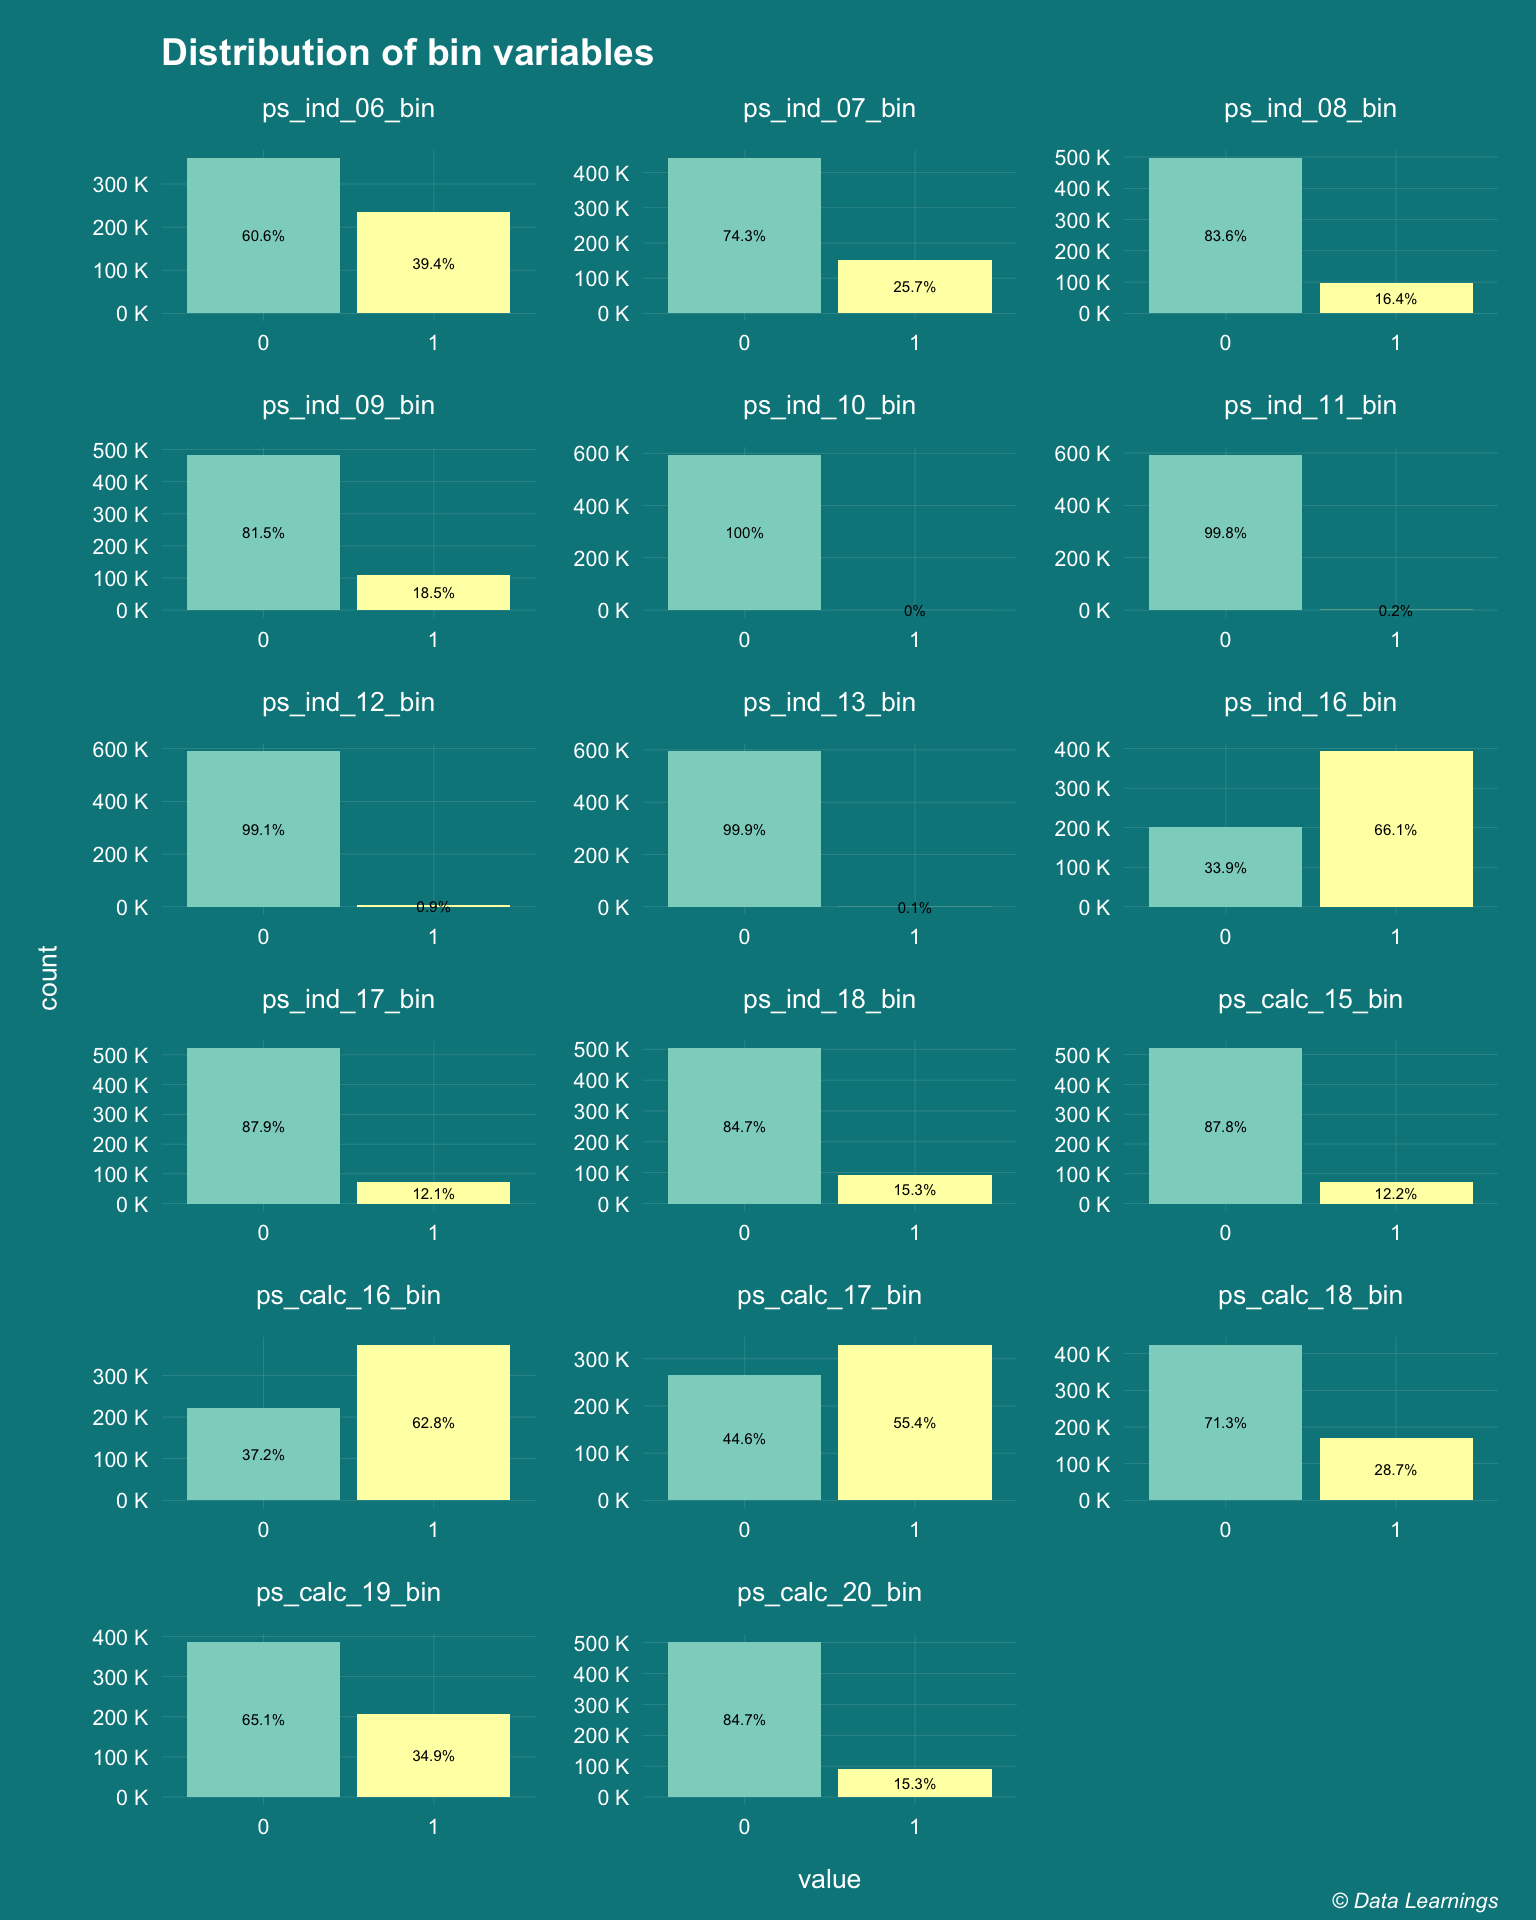 Distribution of bin variables
ps_ind_06_bin
ps_ind_07_bin
ps_ind_08_bin
300 K
200 K
100 K
0 K
60.6%
39.4%
0
1
400 K
300 K
200 K
100 K
0 K
74.3%
25.7%
0
1
500 K
400 K
300 K
200 K
100 K
0 K
83.6%
16.4%
0
1
ps_ind_09_bin
ps_ind_10_bin
ps_ind_11_bin
500 K
400 K
300 K
200 K
100 K
0 K
81.5%
18.5%
0
1
600 K
400 K
200 K
0 K
100%
0%
0
1
600 K
400 K
200 K
0 K
99.8%
0.2%
0
1
ps_ind_12_bin
ps_ind_13_bin
ps_ind_16_bin
600 K
400 K
200 K
0 K
99.1%
0.9%
0
1
600 K
400 K
200 K
0 K
99.9%
0.1%
0
1
400 K
300 K
200 K
100 K
0 K
33.9%
66.1%
0
1
count
ps_ind_17_bin
ps_ind_18_bin
ps_calc_15_bin
500 K
400 K
300 K
200 K
100 K
0 K
87.9%
12.1%
0
1
500 K
400 K
300 K
200 K
100 K
0 K
84.7%
15.3%
0
1
500 K
400 K
300 K
200 K
100 K
0 K
87.8%
12.2%
0
1
ps_calc_16_bin
ps_calc_17_bin
ps_calc_18_bin
300 K
200 K
100 K
0 K
37.2%
62.8%
0
1
300 K
200 K
100 K
0 K
44.6%
55.4%
0
1
400 K
300 K
200 K
100 K
0 K
71.3%
28.7%
0
1
ps_calc_19_bin
ps_calc_20_bin
400 K
300 K
200 K
100 K
0 K
65.1%
34.9%
0
1
500 K
400 K
300 K
200 K
100 K
0 K
84.7%
15.3%
0
1
value
© Data Learnings